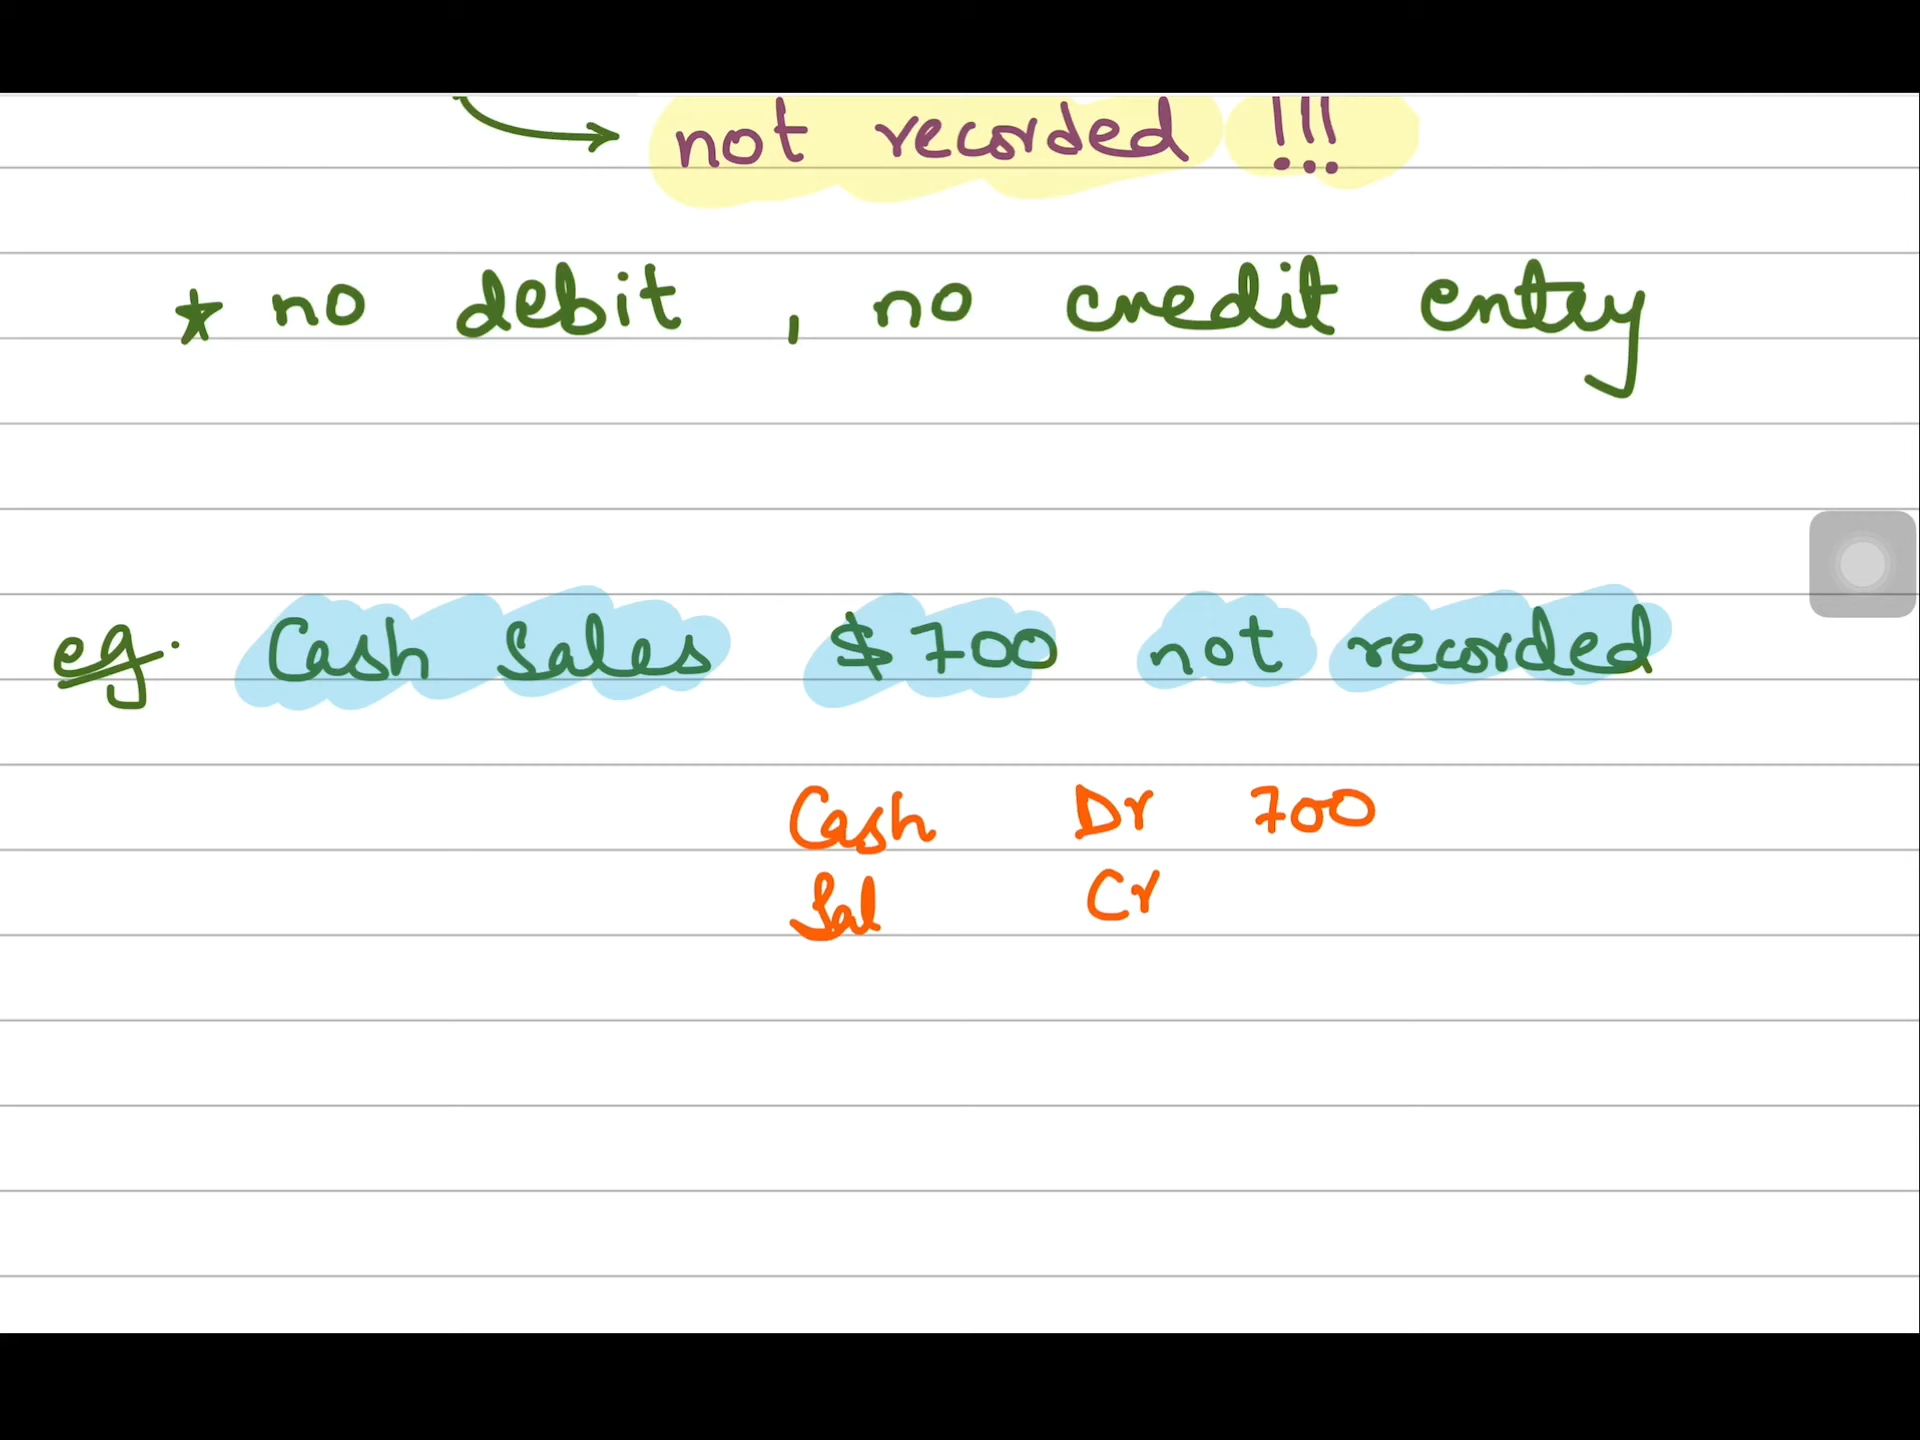 not recorded !!!
* no debit , no credit entry
eg. Cash Sales $700 not recorded
Cash Dr 700
Sal Cr